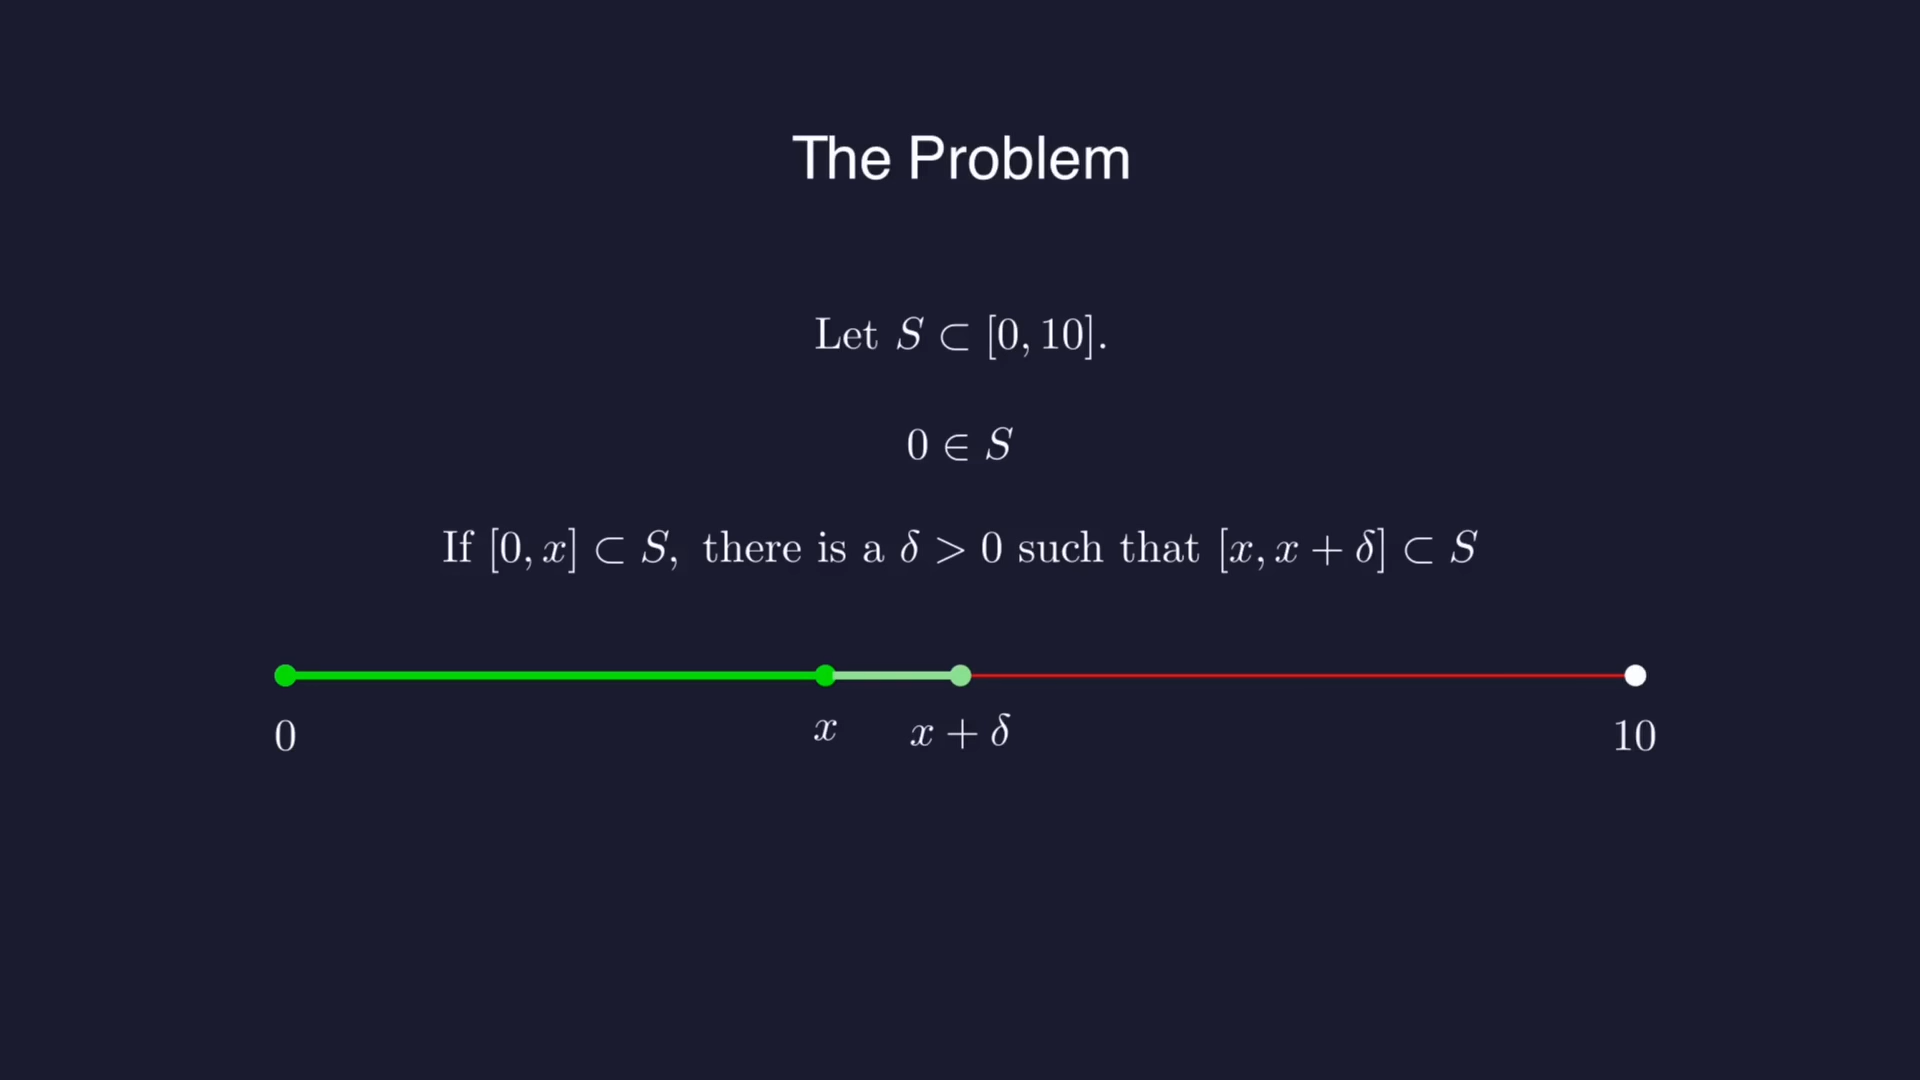 The Problem
Let S ⊂ [0, 10].
0 ∈ S
If [0, x] ⊂ S, there is a δ > 0 such that [x, x + δ] ⊂ S
0 x x + δ 10